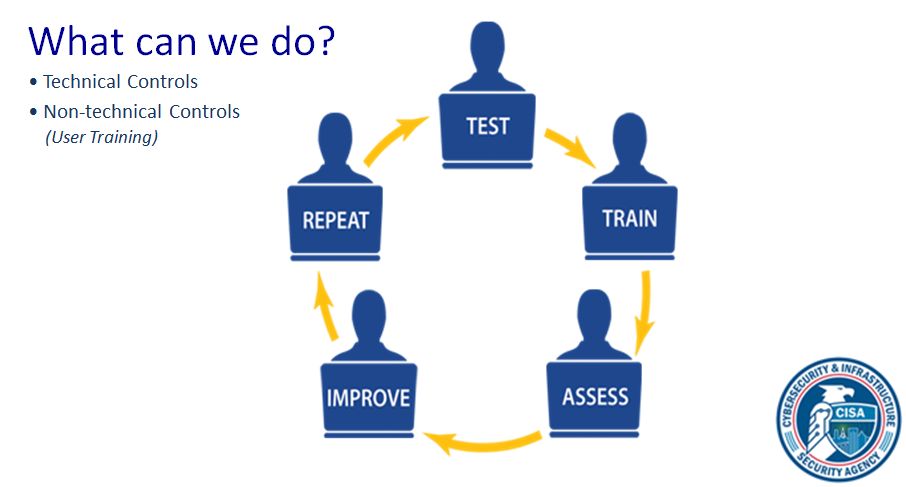 What can we do?
• Technical Controls
• Non-technical Controls
(User Training)
TEST
TRAIN
ASSESS
IMPROVE
REPEAT
CYBERSECURITY & INFRASTRUCTURE
CISA
SECURITY AGENCY